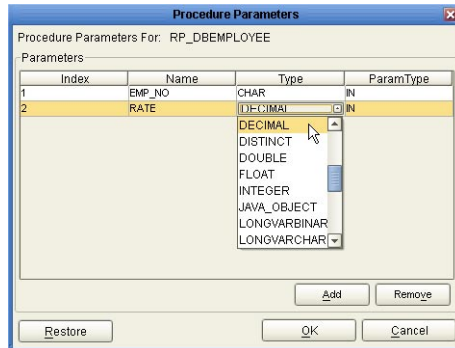 Procedure Parameters
Procedure Parameters For: RP_DBEMPLOYEE
Parameters
Index Name Type ParamType
1 EMP_NO CHAR IN
2 RATE DECIMAL IN
DECIMAL
DISTINCT
DOUBLE
FLOAT
INTEGER
JAVA_OBJECT
LONGVARBINAR
LONGVARCHAR
Add Remove
Restore OK Cancel